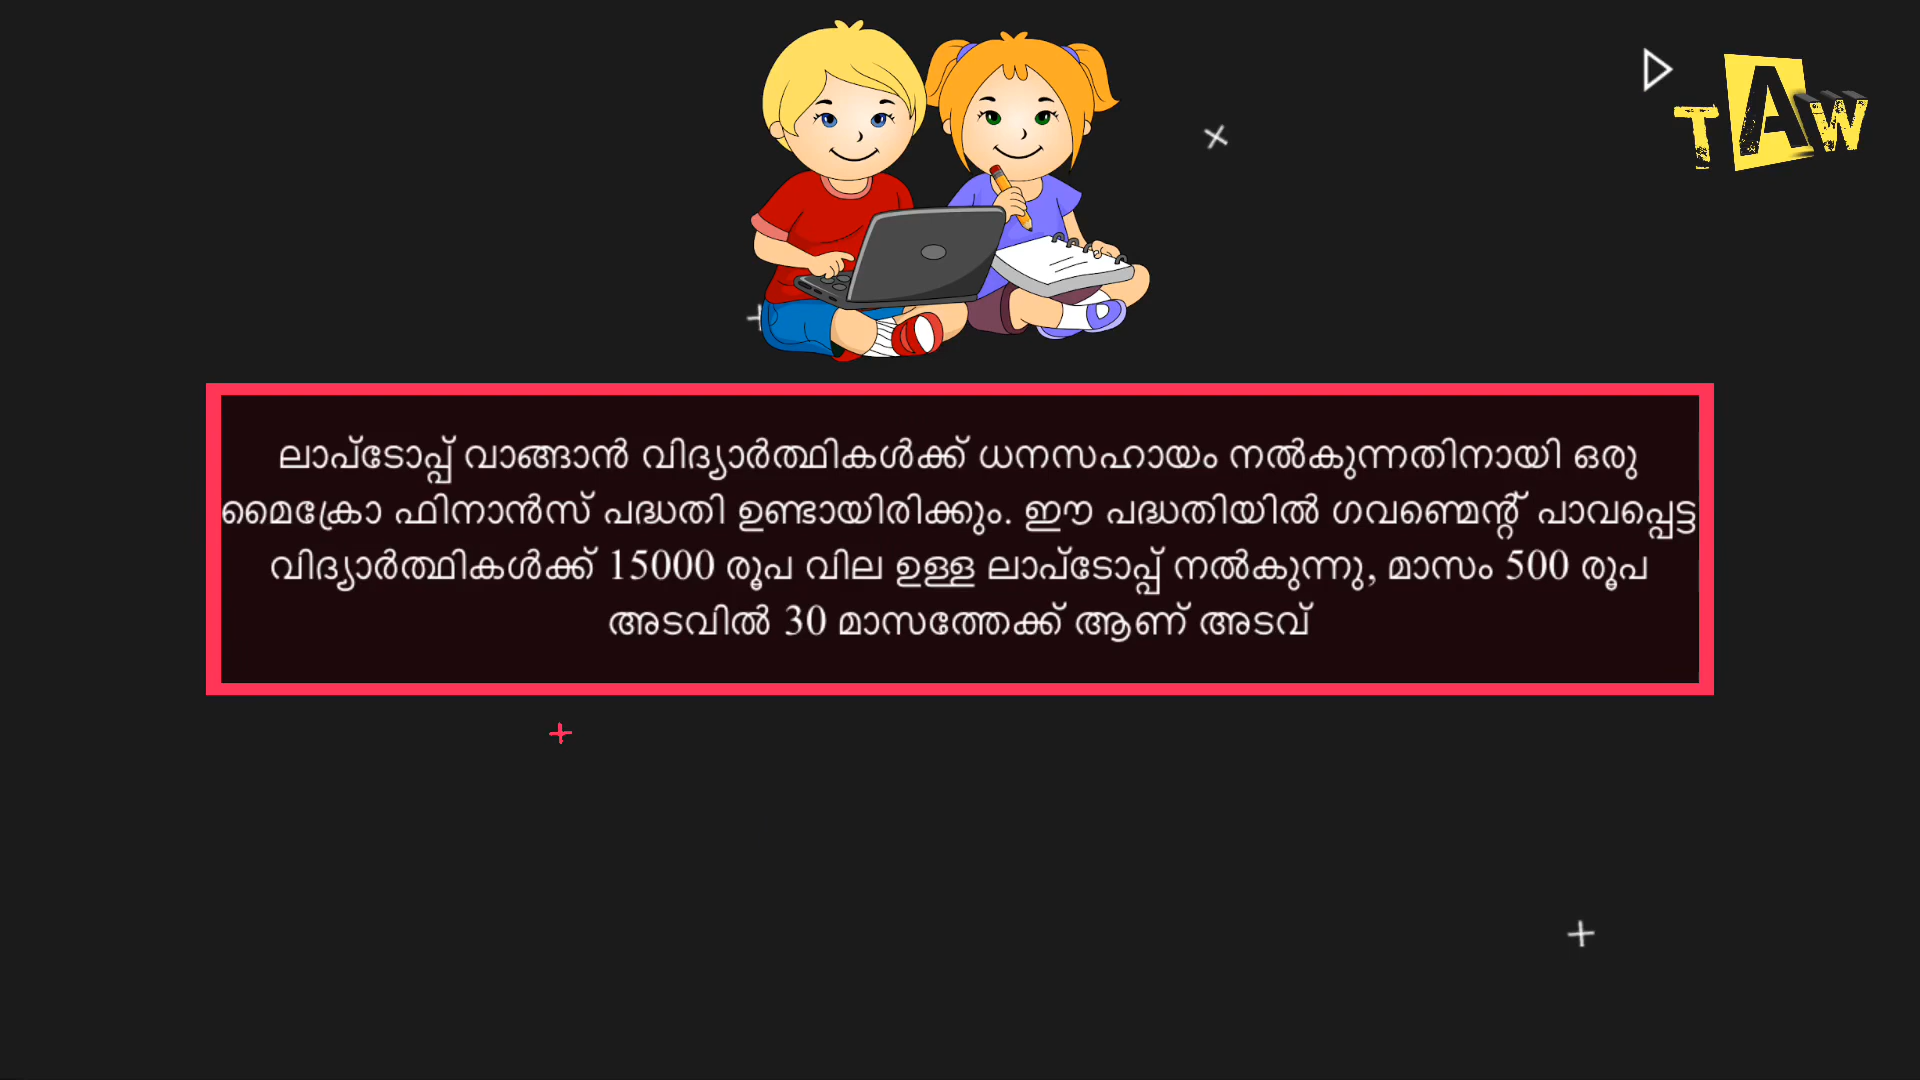 TAW
ലാപ്ടോപ്പ് വാങ്ങാൻ വിദ്യാർത്ഥികൾക്ക് ധനസഹായം നൽകുന്നതിനായി ഒരു
മൈക്രോ ഫിനാൻസ് പദ്ധതി ഉണ്ടായിരിക്കും. ഈ പദ്ധതിയിൽ ഗവണ്മെന്റ് പാവപ്പെട്ട
വിദ്യാർത്ഥികൾക്ക് 15000 രൂപ വില ഉള്ള ലാപ്ടോപ്പ് നൽകുന്നു, മാസം 500 രൂപ
അടവിൽ 30 മാസത്തേക്ക് ആണ് അടവ്